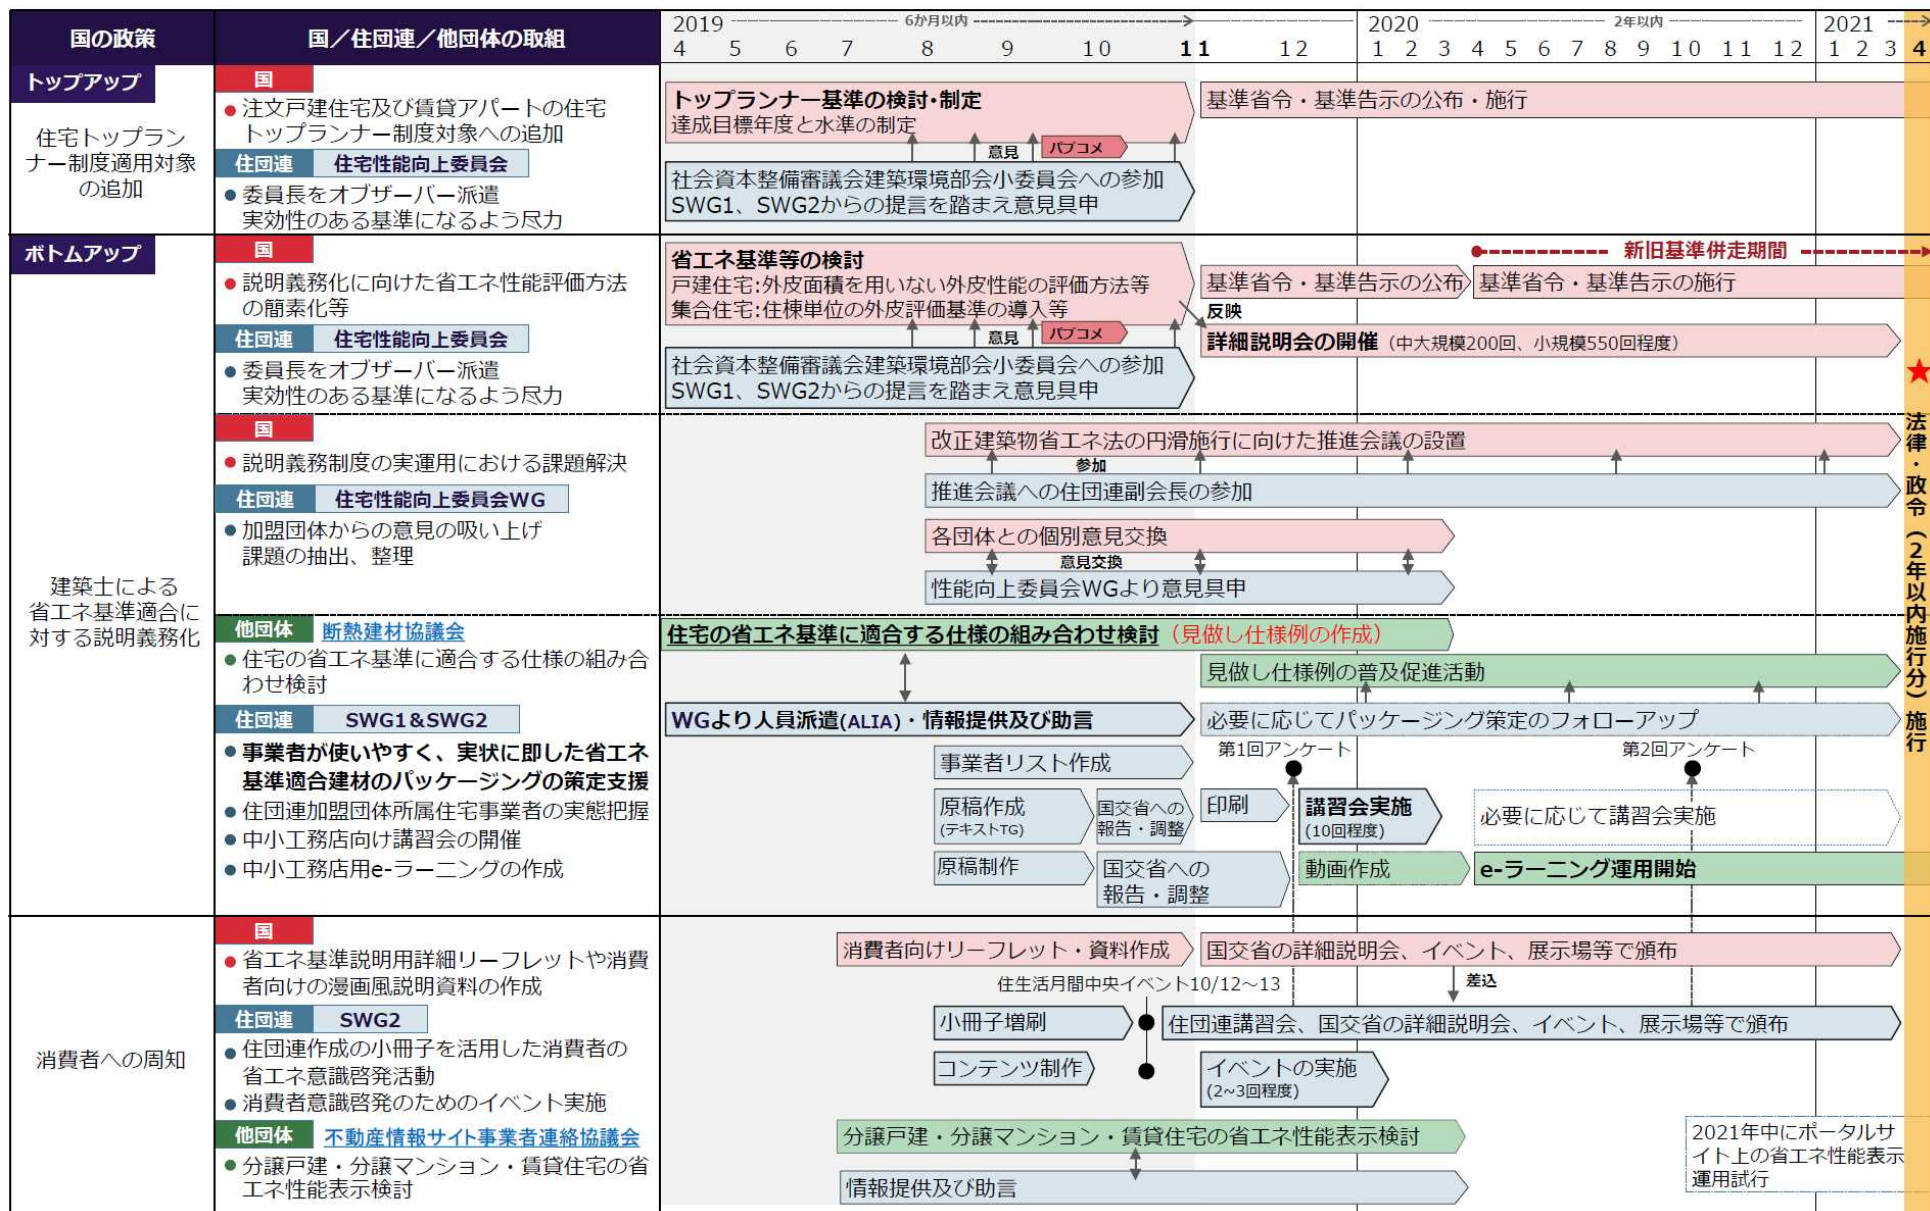 国の政策
国／住団連／他団体の取組
2019 6か月以内 2020 2年以内 2021
4 5 6 7 8 9 10 11 1 12 1 2 3 4 5 6 7 8 9 10 11 12 1 2 3 4
トップアップ
住宅トップラン
ナー制度適用対象
の追加
国
注文戸建住宅及び賃貸アパートの住宅
トップランナー制度対象への追加
住団連 住宅性能向上委員会
委員長をオブザーバー派遣
実効性のある基準になるよう尽力
トップランナー基準の検討・制定
達成目標年度と水準の制定
基準省令・基準告示の公布・施行
意見
パブコメ
社会資本整備審議会建築環境部会小委員会への参加
SWG1、SWG2からの提言を踏まえ意見具申
ボトムアップ
建築士による
省エネ基準適合に
対する説明義務化
国
説明義務化に向けた省エネ性能評価方法
の簡素化等
住団連 住宅性能向上委員会
委員長をオブザーバー派遣
実効性のある基準になるよう尽力
新旧基準併走期間
省エネ基準等の検討
戸建住宅:外皮面積を用いない外皮性能の評価方法等
集合住宅:住棟単位の外皮評価基準の導入等
基準省令・基準告示の公布
基準省令・基準告示の施行
反映
意見
パブコメ
詳細説明会の開催（中大規模200回、小規模550回程度）
社会資本整備審議会建築環境部会小委員会への参加
SWG1、SWG2からの提言を踏まえ意見具申
★
法律・政令（2年以内施行分）施行
国
説明義務制度の実運用における課題解決
住団連 住宅性能向上委員会WG
加盟団体からの意見の吸い上げ
課題の抽出、整理
改正建築物省エネ法の円滑施行に向けた推進会議の設置
参加
推進会議への住団連副会長の参加
各団体との個別意見交換
意見交換
性能向上委員会WGより意見具申
他団体 断熱建材協議会
住宅の省エネ基準に適合する仕様の組み合
わせ検討
住団連 SWG1＆SWG2
事業者が使いやすく、実状に即した省エネ
基準適合建材のパッケージングの策定支援
住団連加盟団体所属住宅事業者の実態把握
中小工務店向け講習会の開催
中小工務店用e-ラーニングの作成
住宅の省エネ基準に適合する仕様の組み合わせ検討（見做し仕様例の作成）
見做し仕様例の普及促進活動
WGより人員派遣(ALIA)・情報提供及び助言
必要に応じてパッケージング策定のフォローアップ
第1回アンケート
第2回アンケート
事業者リスト作成
原稿作成
(テキストTG)
国交省への
報告・調整
印刷
講習会実施
(10回程度)
必要に応じて講習会実施
原稿制作
国交省への
報告・調整
動画作成
e-ラーニング運用開始
消費者への周知
国
省エネ基準説明用詳細リーフレットや消費
者向けの漫画風説明資料の作成
住団連 SWG2
住団連作成の小冊子を活用した消費者の
省エネ意識啓発活動
消費者意識啓発のためのイベント実施
他団体 不動産情報サイト事業者連絡協議会
分譲戸建・分譲マンション・賃貸住宅の省
エネ性能表示検討
消費者向けリーフレット・資料作成
国交省の詳細説明会、イベント、展示場等で頒布
住生活月間中央イベント10/12～13
差込
小冊子増刷
住団連講習会、国交省の詳細説明会、イベント、展示場等で頒布
コンテンツ制作
イベントの実施
(2~3回程度)
分譲戸建・分譲マンション・賃貸住宅の省エネ性能表示検討
情報提供及び助言
2021年中にポータルサ
イト上の省エネ性能表示
運用試行